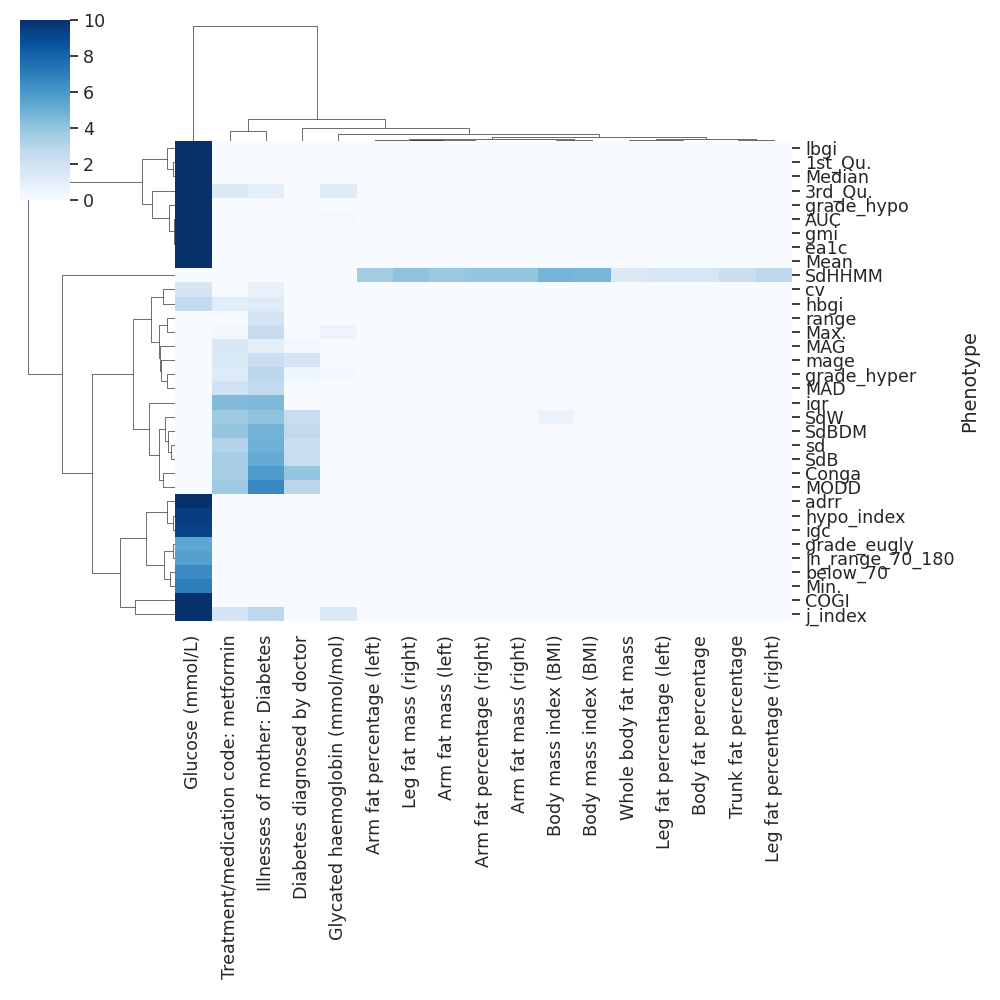 10
8
6
4
2
0
lbgi
1st_Qu.
Median
3rd_Qu.
grade_hypo
AUC
gmi
ea1c
Mean
SdHHMM
cv
hbgi
range
Max.
MAG
mage
grade_hyper
MAD
iqr
SdW
SdBDM
sd
SdB
Conga
MODD
adrr
hypo_index
igc
grade_eugly
in_range_70_180
below_70
Min.
COGI
j_index
Phenotype
Glucose (mmol/L)
Treatment/medication code: metformin
Illnesses of mother: Diabetes
Diabetes diagnosed by doctor
Glycated haemoglobin (mmol/mol)
Arm fat percentage (left)
Leg fat mass (right)
Arm fat mass (left)
Arm fat percentage (right)
Arm fat mass (right)
Body mass index (BMI)
Body mass index (BMI)
Whole body fat mass
Leg fat percentage (left)
Body fat percentage
Trunk fat percentage
Leg fat percentage (right)